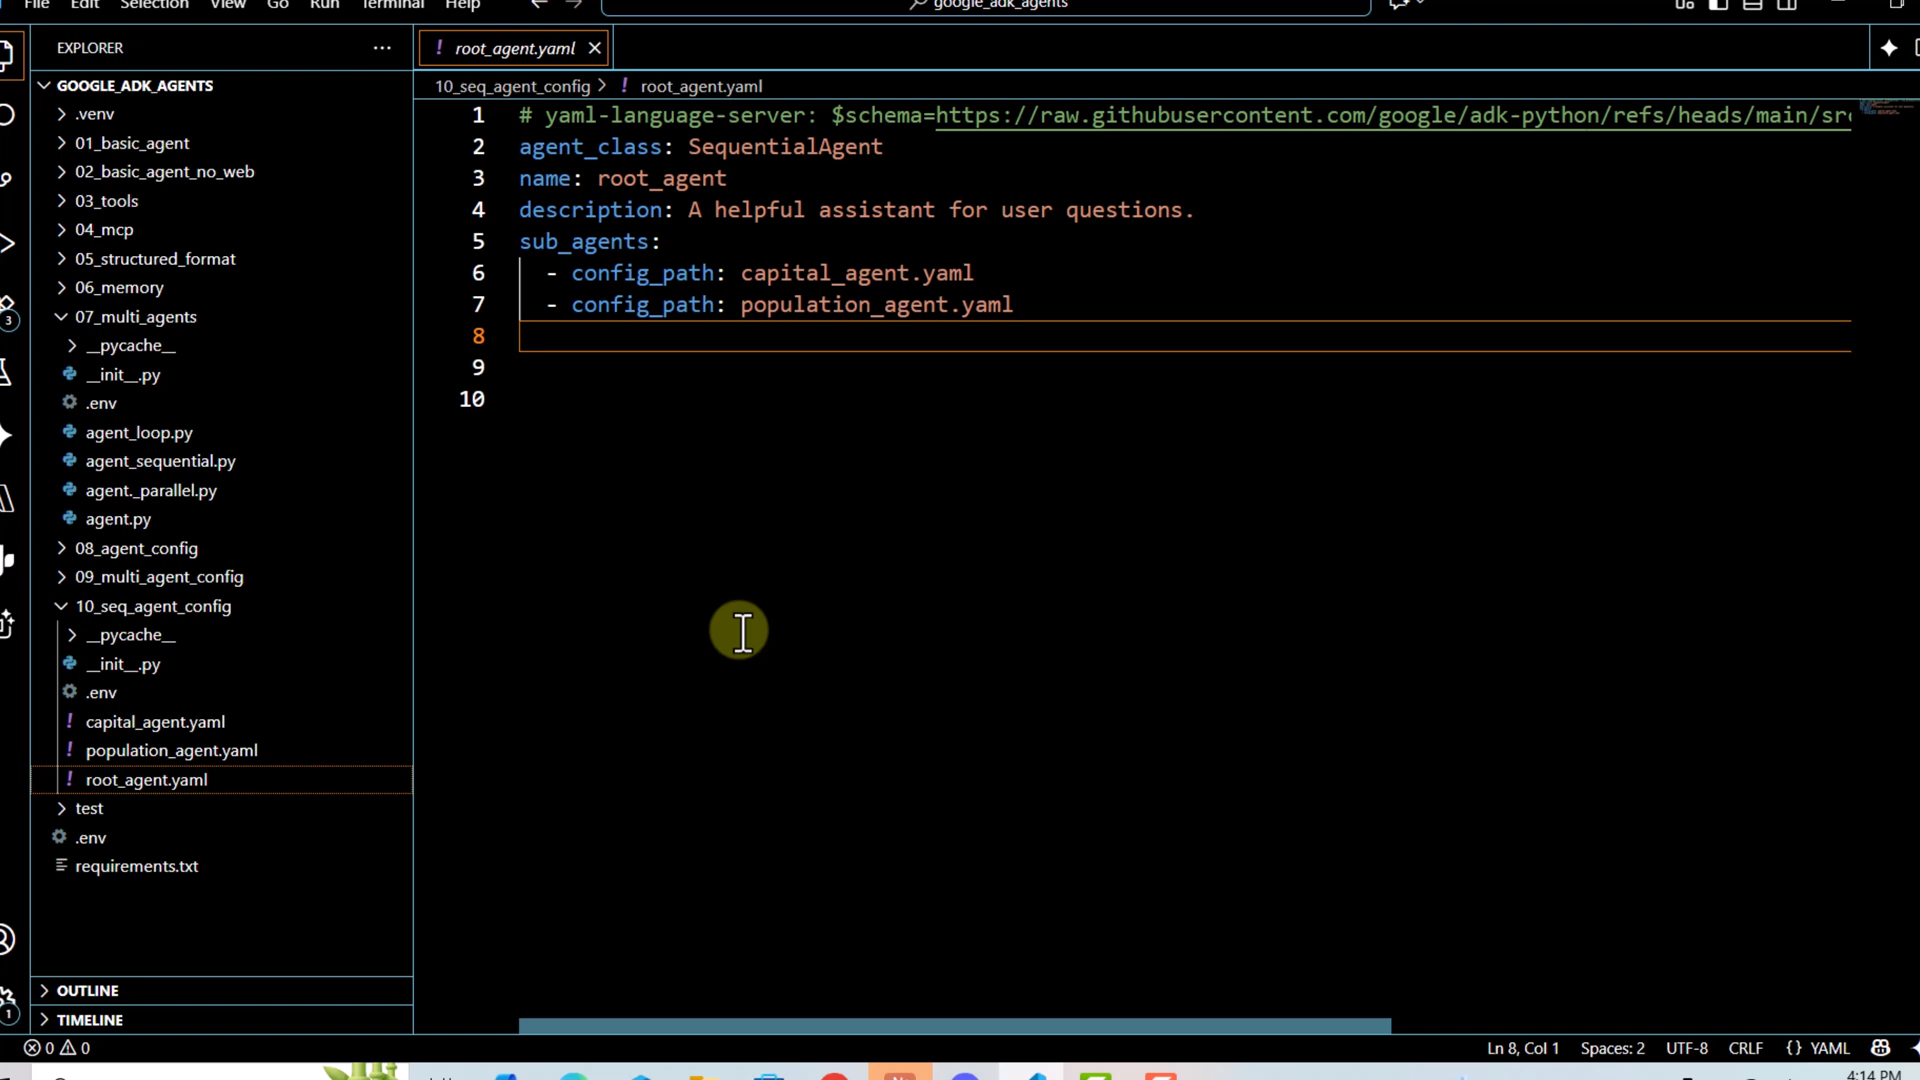 File Edit Selection View Go Run Terminal Help
google_adk_agents
EXPLORER
GOOGLE_ADK_AGENTS
.venv
01_basic_agent
02_basic_agent_no_web
03_tools
04_mcp
05_structured_format
06_memory
07_multi_agents
__pycache__
__init__.py
.env
agent_loop.py
agent_sequential.py
agent._parallel.py
agent.py
08_agent_config
09_multi_agent_config
10_seq_agent_config
__pycache__
__init__.py
.env
capital_agent.yaml
population_agent.yaml
root_agent.yaml
test
.env
requirements.txt
OUTLINE
TIMELINE
3
1
! root_agent.yaml
10_seq_agent_config > ! root_agent.yaml
1 # yaml-language-server: $schema=https://raw.githubusercontent.com/google/adk-python/refs/heads/main/src
2 agent_class: SequentialAgent
3 name: root_agent
4 description: A helpful assistant for user questions.
5 sub_agents:
6 - config_path: capital_agent.yaml
7 - config_path: population_agent.yaml
8
9
10
0 0
Ln 8, Col 1 Spaces: 2 UTF-8 CRLF {} YAML
4:14 PM